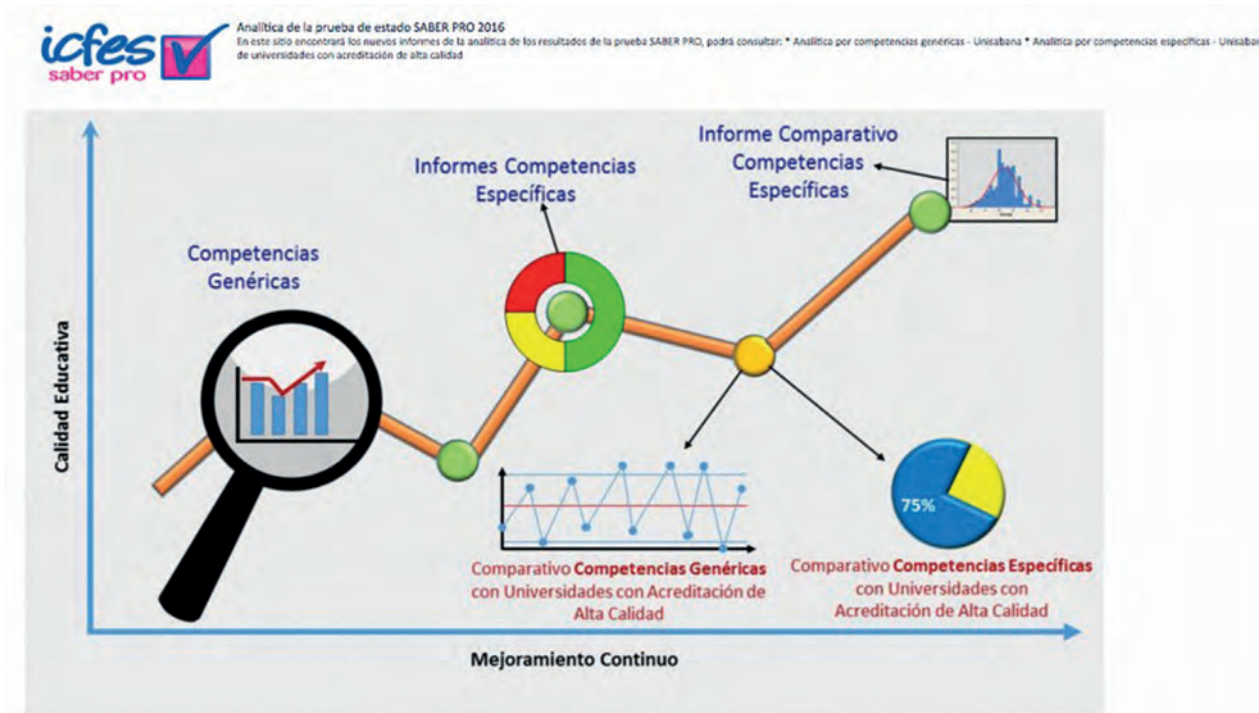 icfes
saber pro
Analítica de la prueba de estado SABER PRO 2016
En este sitio encontrará los nuevos informes de la analítica de los resultados de la prueba SABER PRO, podrá consultar: * Analítica por competencias genéricas - Unisabana * Analítica por competencias específicas - Unisaban
de universidades con acreditación de alta calidad
Informe Comparativo
Competencias
Específicas
Informes Competencias
Específicas
Competencias
Genéricas
Calidad Educativa
75%
Comparativo Competencias Genéricas
con Universidades con Acreditación de
Alta Calidad
Comparativo Competencias Específicas
con Universidades con
Acreditación de Alta Calidad
Mejoramiento Continuo